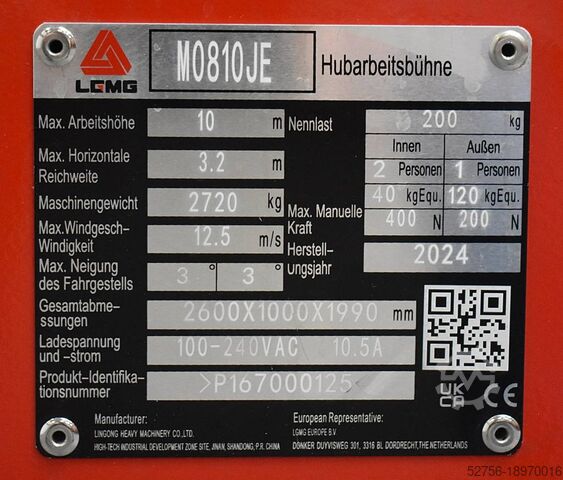 LGMG
M0810JE
Hubarbeitsbühne
Max. Arbeitshöhe 10 m
Max. Horizontale Reichweite 3.2 m
Maschinengewicht 2720 kg
Max.Windgesch-
Windigkeit 12.5 m/s
Max. Neigung
des Fahrgestells 3 ° 3 °
Nennlast 200 kg
Innen Außen
2 Personen 1 Personen
40 kgEqu. 120 kgEqu.
Max. Manuelle
Kraft 400 N 200 N
Herstell-
ungsjahr 2024
Gesamtabme-
ssungen 2600X1000X1990 mm
Ladespannung
und -strom 100-240VAC 10.5A
Produkt-Identifika-
tionsnummer >P167000125<
UK
CA CE
Manufacturer:
LINGONG HEAVY MACHINERY CO.,LTD.
HIGH-TECH INDUSTRIAL DEVELOPMENT ZONE SITE, JINAN, SHANDONG, P.R. CHINA
European Representative:
LGMG EUROPE B.V.
DONKER DUYVISWEG 301, 3316 BL DORDRECHT,THE NETHERLANDS
52756-18970016